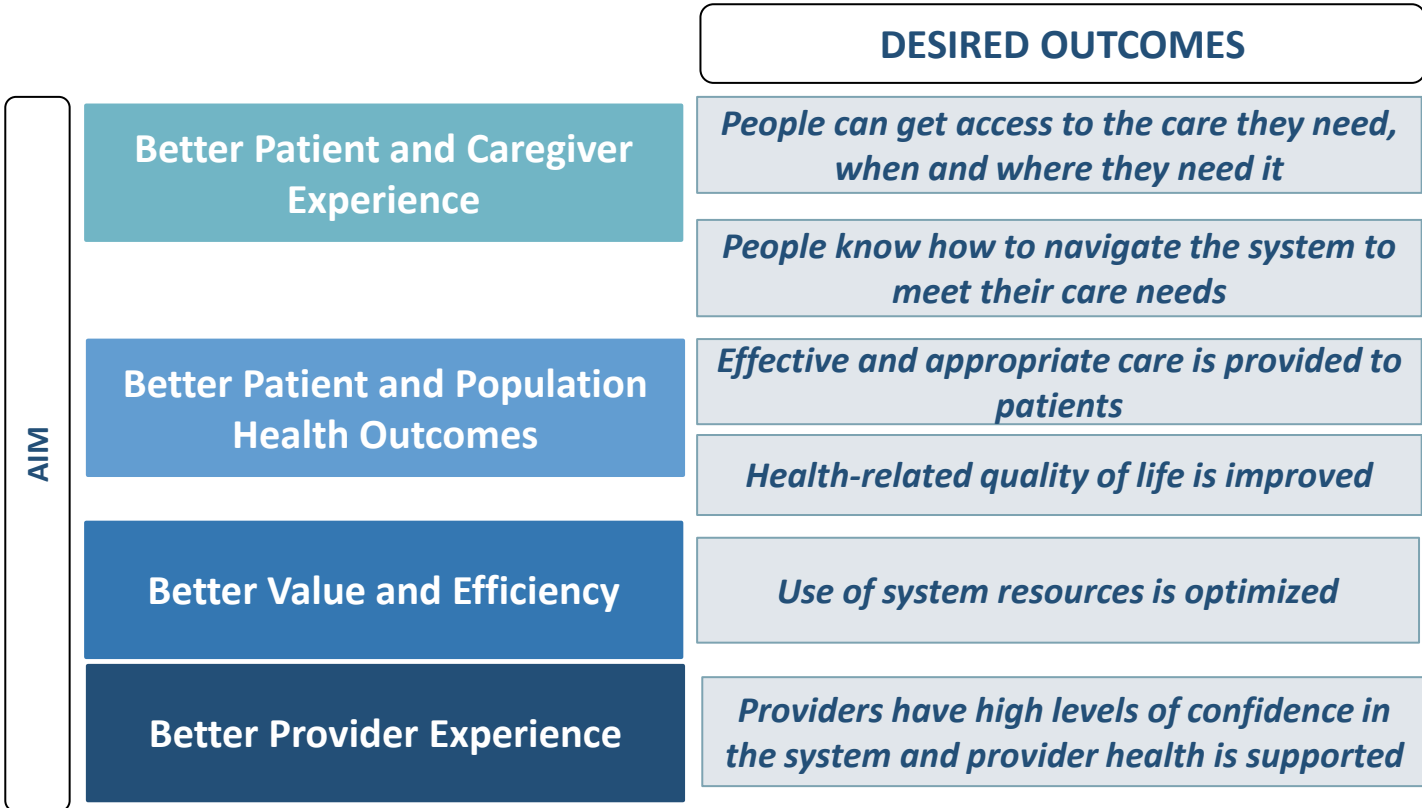 DESIRED OUTCOMES
AIM
Better Patient and Caregiver
Experience
People can get access to the care they need,
when and where they need it
People know how to navigate the system to
meet their care needs
Better Patient and Population
Health Outcomes
Effective and appropriate care is provided to
patients
Health-related quality of life is improved
Better Value and Efficiency
Use of system resources is optimized
Better Provider Experience
Providers have high levels of confidence in
the system and provider health is supported